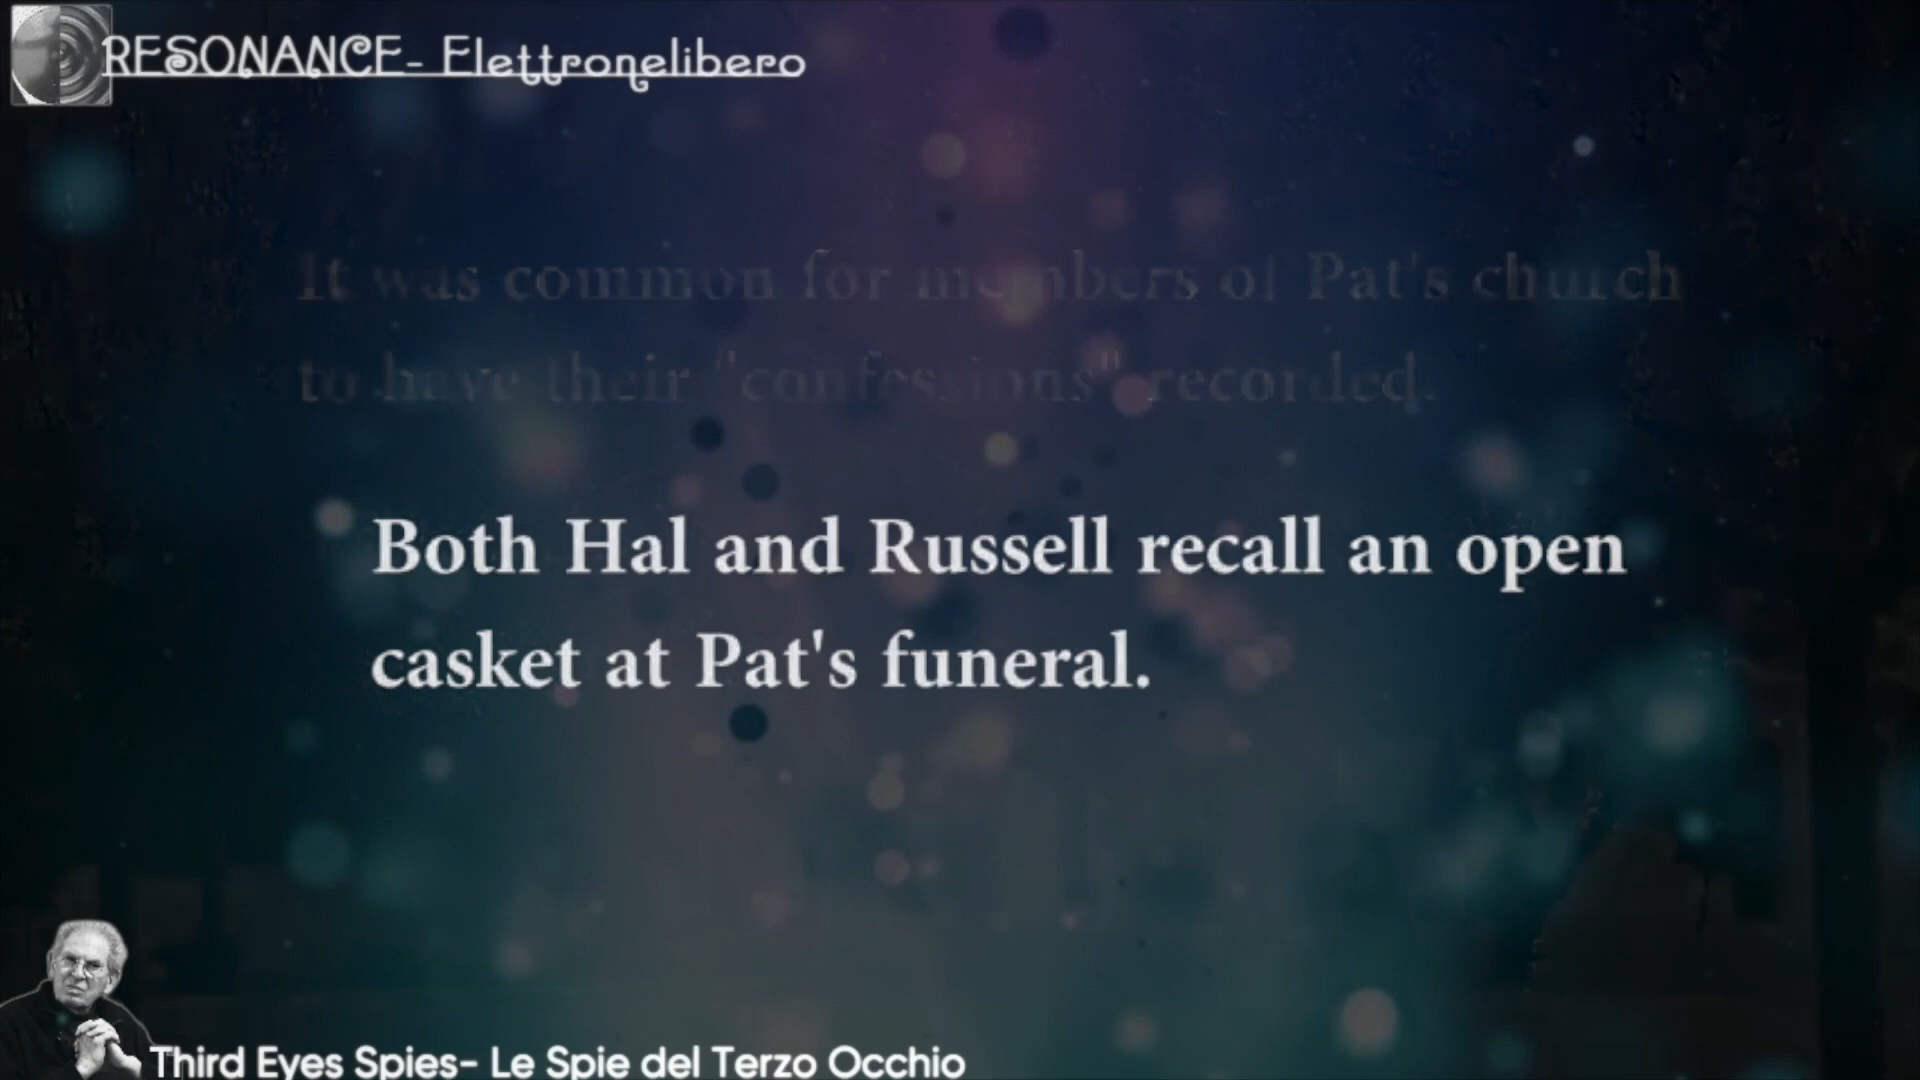 RESONANCE- Elettronelibero
It was common for members of Pat's church
to have their "confessions" recorded.
Both Hal and Russell recall an open
casket at Pat's funeral.
Third Eyes Spies- Le Spie del Terzo Occhio